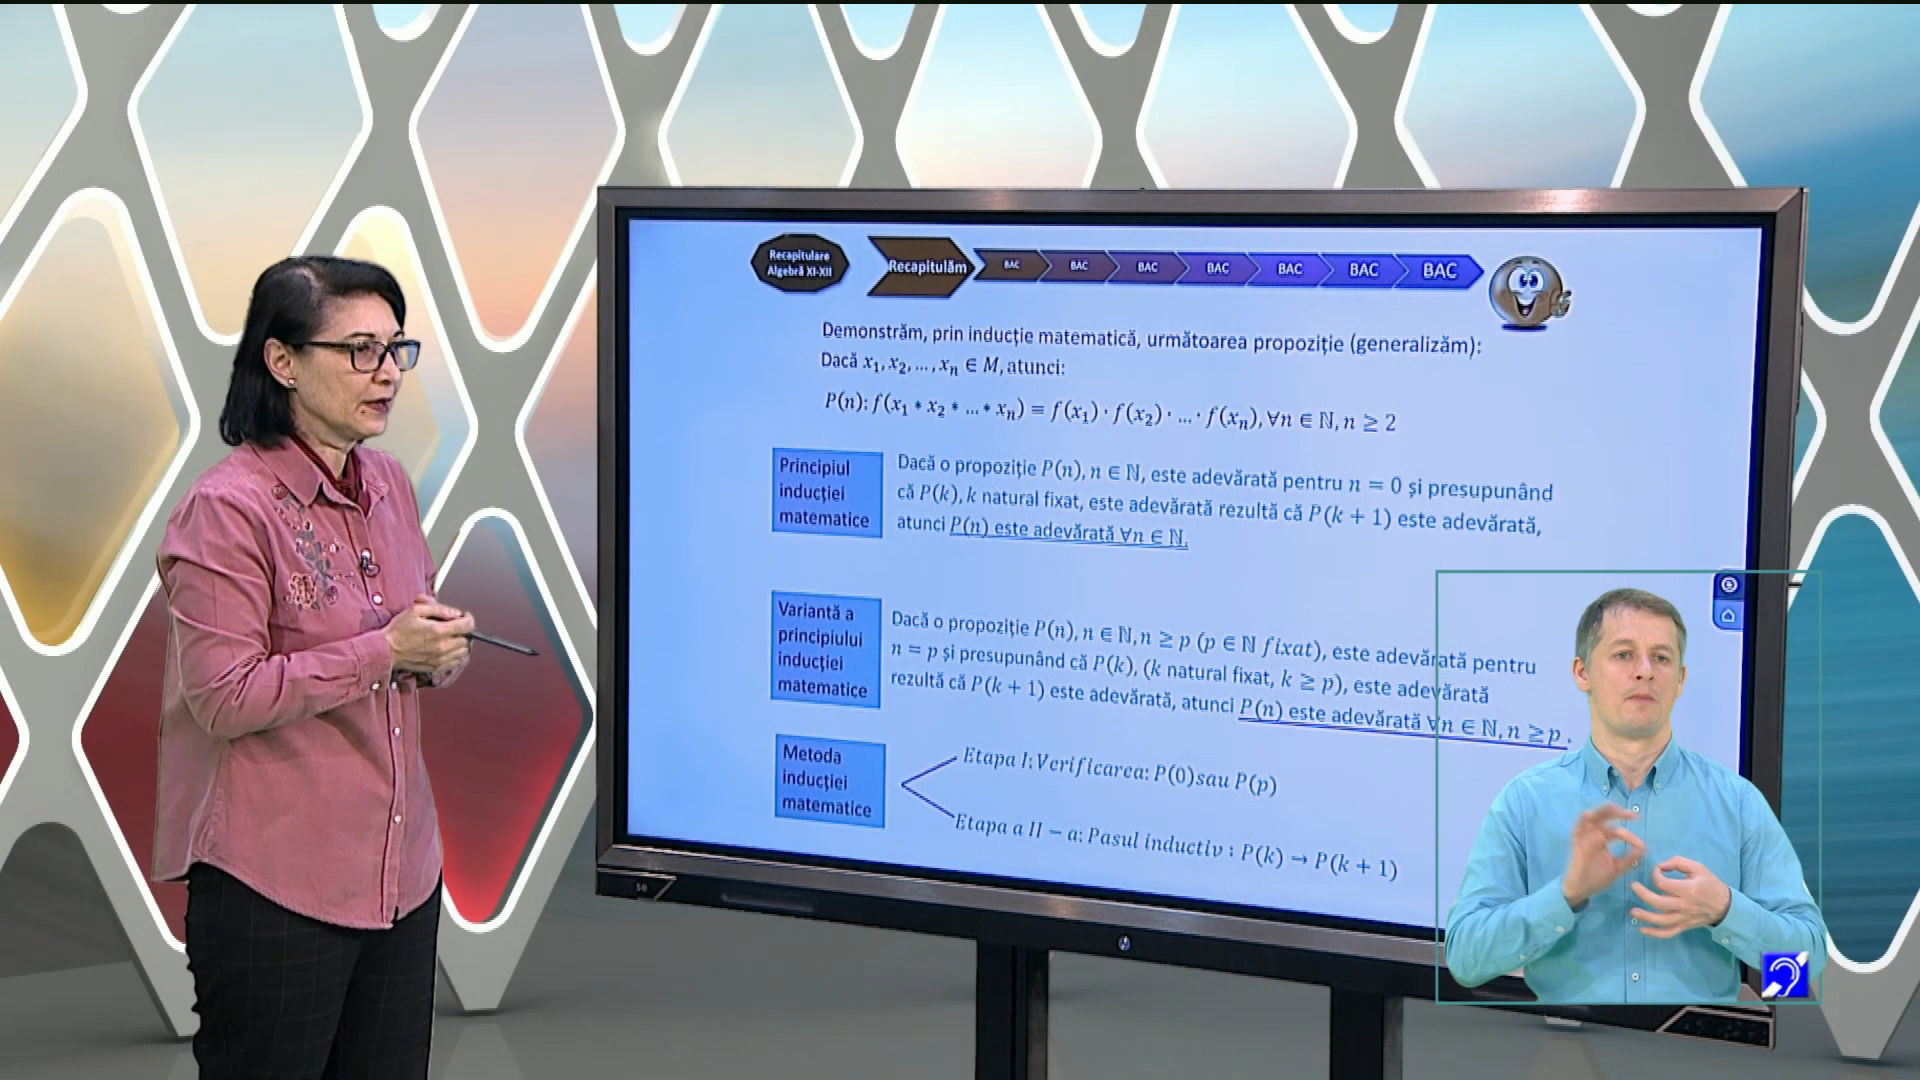 Recapitulare
Algebră XI-XII
Recapitulăm
BAC
BAC
BAC
BAC
BAC
BAC
BAC
Demonstrăm, prin inducție matematică, următoarea propoziție (generalizăm):
Dacă x₁, x₂, … , xₙ ∈ M, atunci:
P(n): f(x₁ * x₂ * … * xₙ) = f(x₁) · f(x₂) · … · f(xₙ), ∀n ∈ ℕ, n ≥ 2
Principiul
inducției
matematice
Dacă o propoziție P(n), n ∈ ℕ, este adevărată pentru n = 0 și presupunând
că P(k), k natural fixat, este adevărată rezultă că P(k + 1) este adevărată,
atunci P(n) este adevărată ∀n ∈ ℕ.
Variantă a
principiului
inducției
matematice
Dacă o propoziție P(n), n ∈ ℕ, n ≥ p (p ∈ ℕ fixat), este adevărată pentru
n = p și presupunând că P(k), (k natural fixat, k ≥ p), este adevărată
rezultă că P(k + 1) este adevărată, atunci P(n) este adevărată ∀n ∈ ℕ, n ≥ p .
Metoda
inducției
matematice
Etapa I: Verificarea: P(0) sau P(p)
Etapa a II − a: Pasul inductiv : P(k) → P(k + 1)